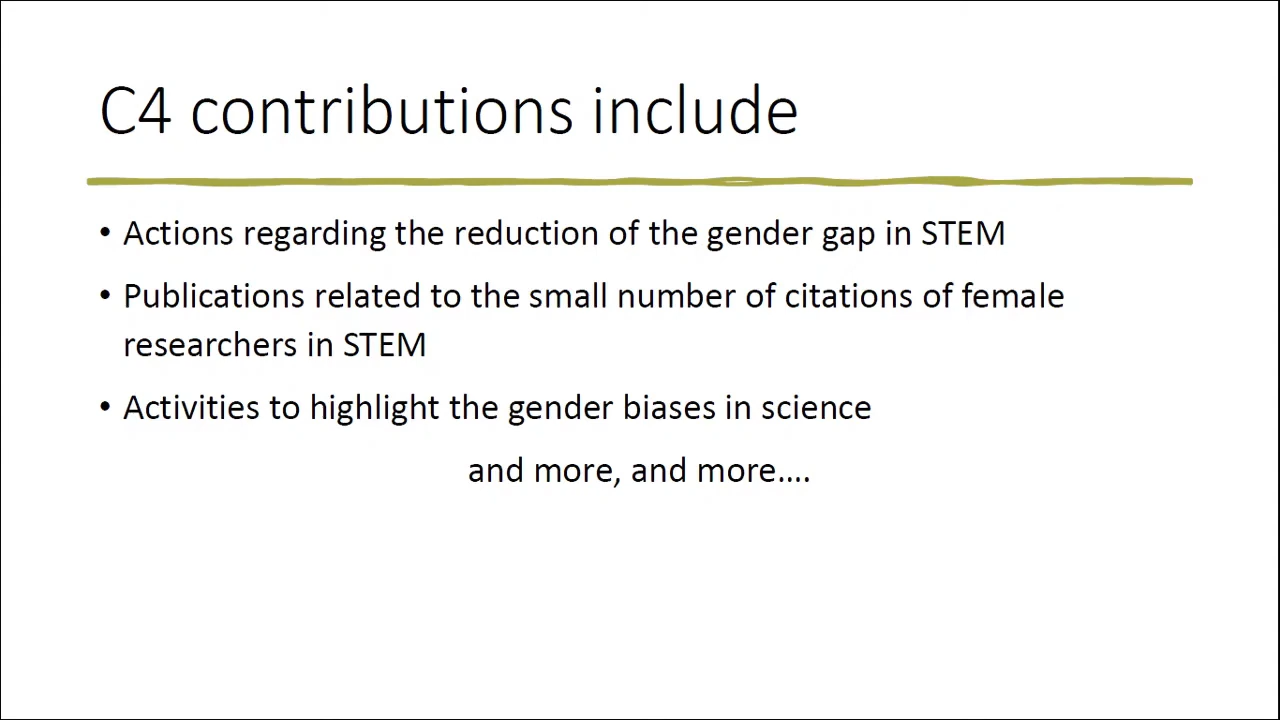 C4 contributions include
• Actions regarding the reduction of the gender gap in STEM
• Publications related to the small number of citations of female
researchers in STEM
• Activities to highlight the gender biases in science
and more, and more....